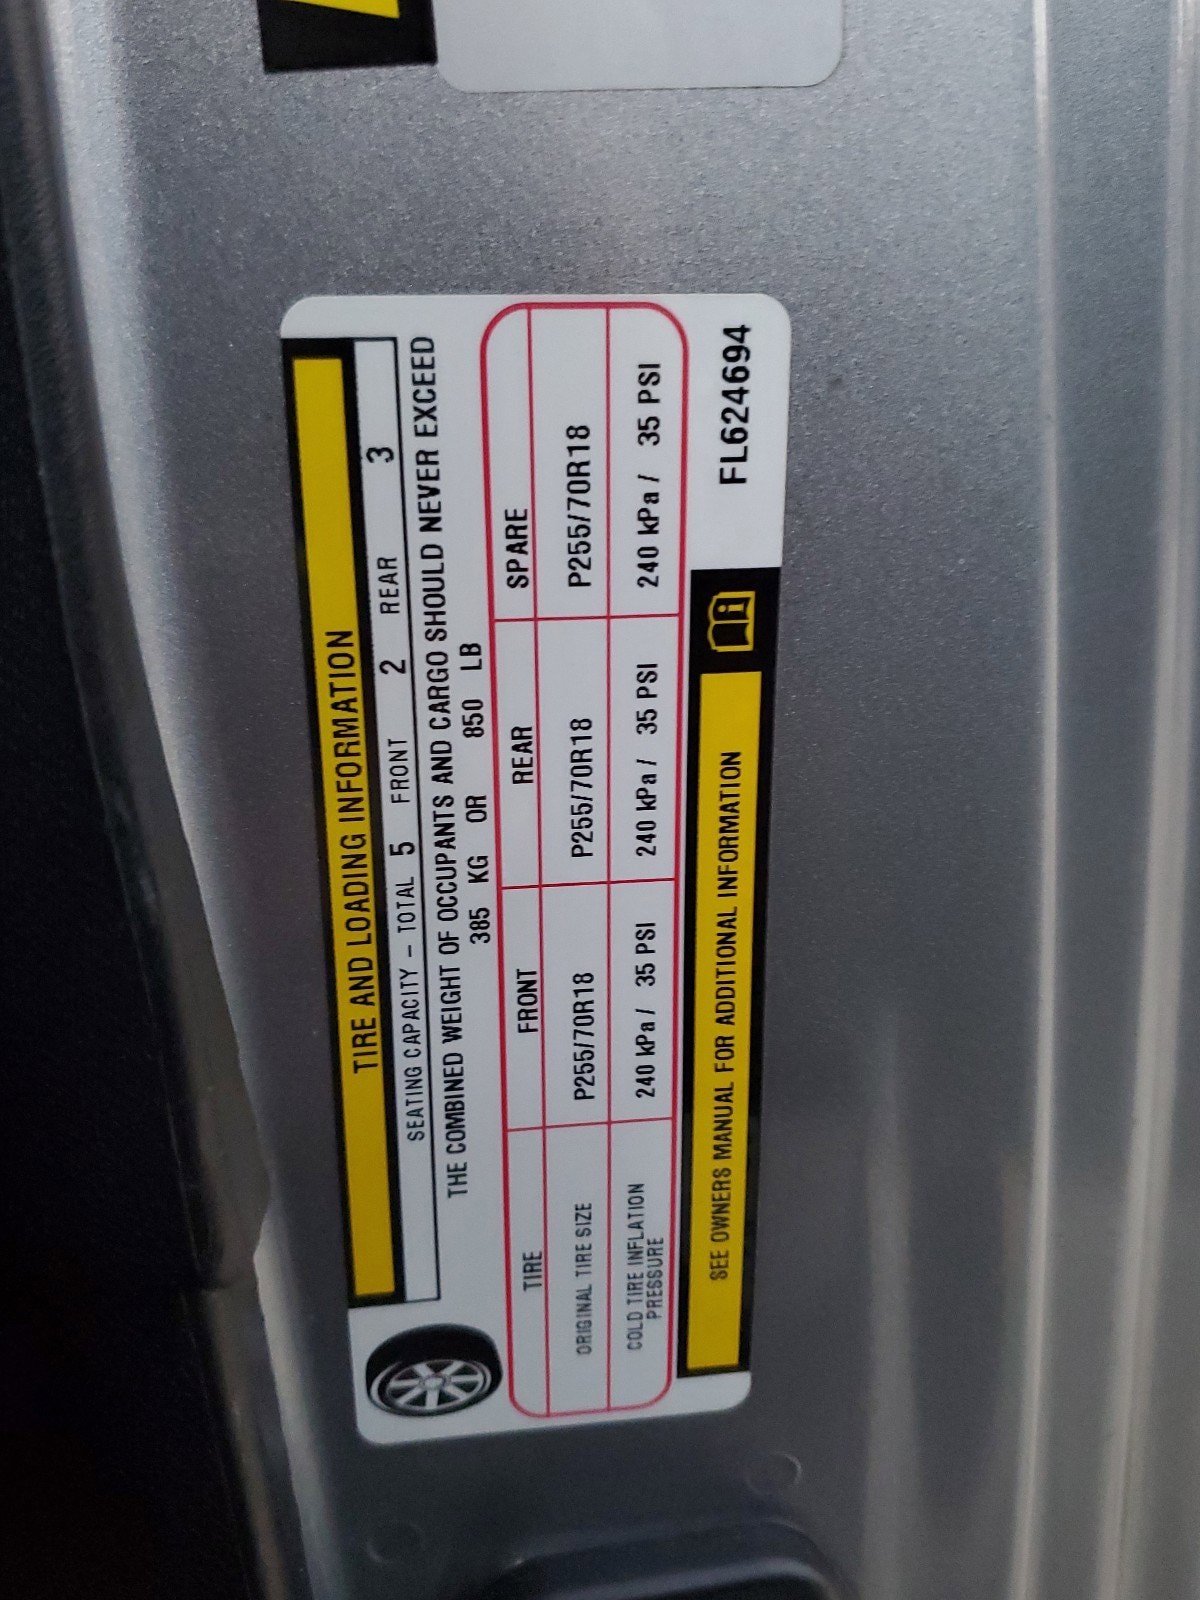 TIRE AND LOADING INFORMATION
SEATING CAPACITY - TOTAL 5 FRONT 2 REAR 3
THE COMBINED WEIGHT OF OCCUPANTS AND CARGO SHOULD NEVER EXCEED
385 KG OR 850 LB
TIRE FRONT REAR SPARE
ORIGINAL TIRE SIZE P255/70R18 P255/70R18 P255/70R18
COLD TIRE INFLATION
PRESSURE 240 kPa / 35 PSI 240 kPa / 35 PSI 240 kPa / 35 PSI
SEE OWNERS MANUAL FOR ADDITIONAL INFORMATION
FL624694